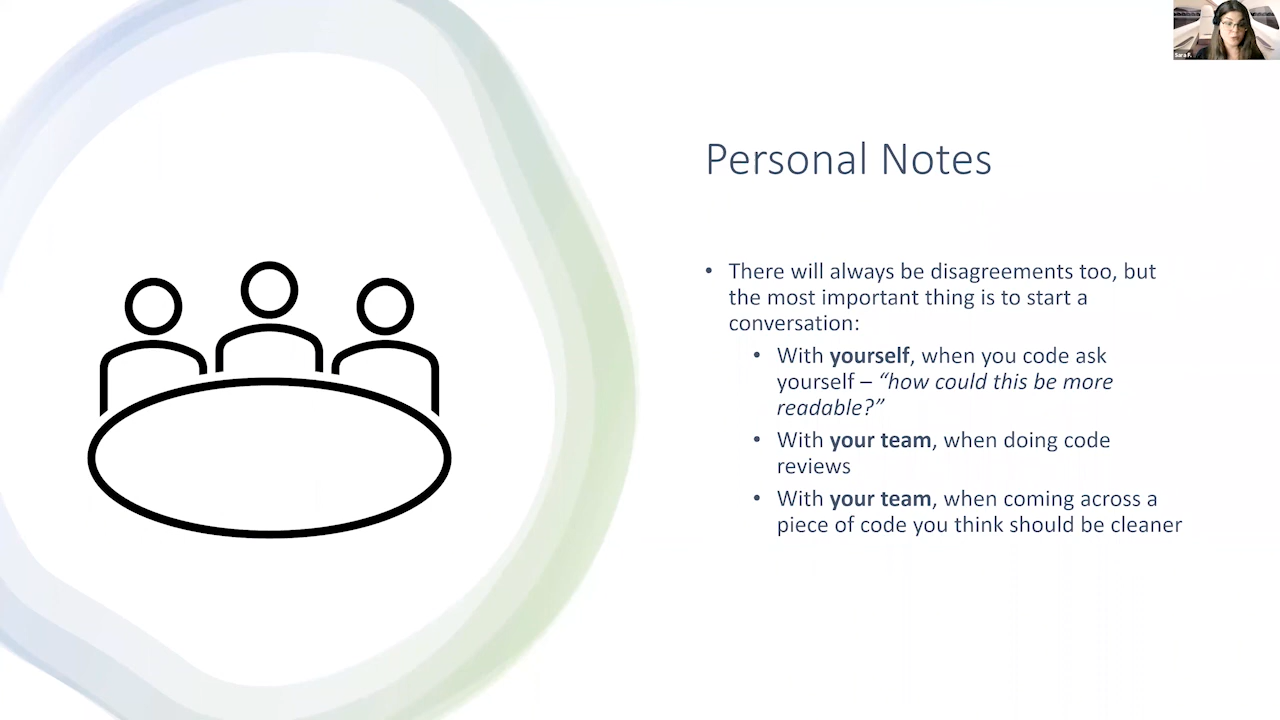 Sara F.
Personal Notes
• There will always be disagreements too, but
the most important thing is to start a
conversation:
• With yourself, when you code ask
yourself – “how could this be more
readable?”
• With your team, when doing code
reviews
• With your team, when coming across a
piece of code you think should be cleaner